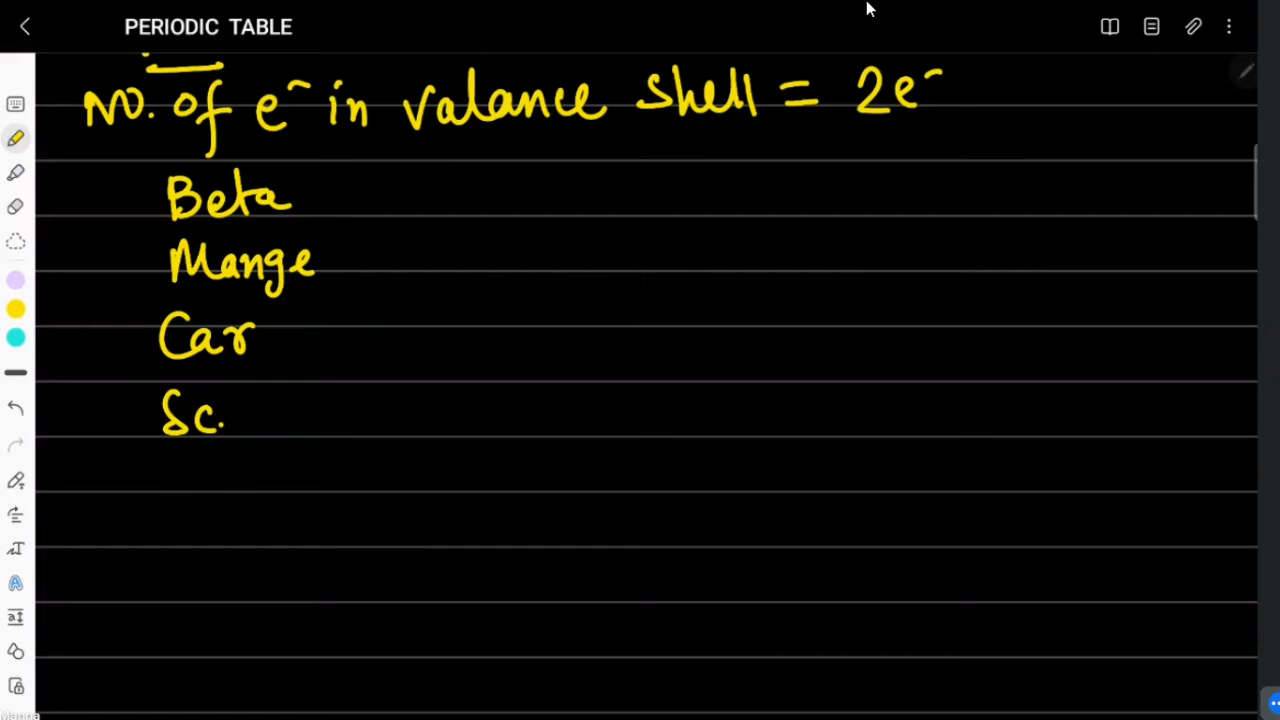 PERIODIC TABLE
No. of e⁻ in valance shell = 2e⁻
Beta
Mange
Car
Sc.